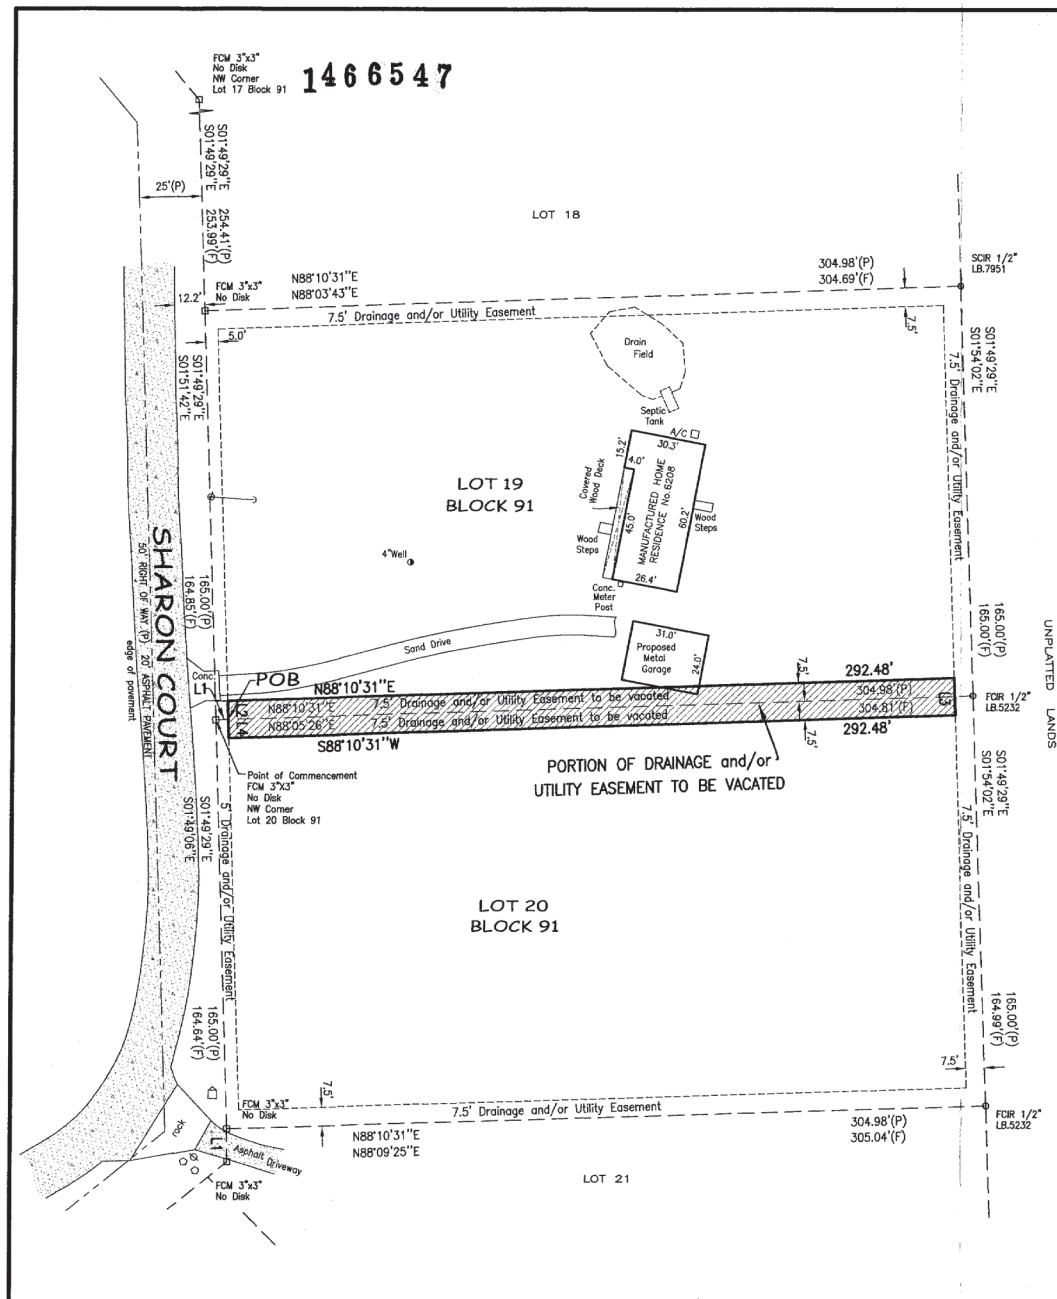 FCM 3"x3"
No Disk
NW Corner
Lot 17 Block 91
1466547
S01°49'29"E
S01°49'29"E
254.41'(P)
253.99'(F)
25'(P)
LOT 18
304.98'(P)
304.69'(F)
SCIR 1/2"
LB.7951
N88°10'31"E
N88°03'43"E
FCM 3"x3"
No Disk
12.2'
7.5' Drainage and/or Utility Easement
7.5'
5.0'
S01°49'29"E
S01°51'42"E
S01°49'29"E
S01°54'02"E
7.5' Drainage and/or Utility Easement
Drain
Field
Septic
Tank
A/C
30.3'
15.2'
4.0'
Covered
Wood Deck
45.0'
MANUFACTURED HOME
RESIDENCE No.6208
60.2'
26.4'
Wood
Steps
Wood
Steps
Conc.
Meter
Post
LOT 19
BLOCK 91
4"Well
SHARON COURT
50' RIGHT OF WAY (P)
20' ASPHALT PAVEMENT
edge of pavement
165.00'(P)
164.85'(F)
165.00'(P)
165.00'(F)
UNPLATTED LANDS
Sand Drive
31.0'
Proposed
Metal
Garage
24.0'
Conc.
L1
POB
N88°10'31"E
7.5'
292.48'
N88°10'31"E
7.5' Drainage and/or Utility Easement to be vacated
304.98'(P)
N88°05'26"E
7.5' Drainage and/or Utility Easement to be vacated
304.81'(F)
L2
L4
L3
FCIR 1/2"
LB.5232
S88°10'31"W
7.5'
292.48'
PORTION OF DRAINAGE and/or
UTILITY EASEMENT TO BE VACATED
Point of Commencement
FCM 3"X3"
No Disk
NW Corner
Lot 20 Block 91
S01°49'29"E
S01°49'06"E
5' Drainage and/or Utility Easement
S01°49'29"E
S01°54'02"E
7.5' Drainage and/or Utility Easement
LOT 20
BLOCK 91
165.00'(P)
164.64'(F)
165.00'(P)
164.99'(F)
7.5'
7.5'
FCM 3"x3"
No Disk
7.5' Drainage and/or Utility Easement
304.98'(P)
305.04'(F)
FCIR 1/2"
LB.5232
N88°10'31"E
N88°09'25"E
rock
L1
Asphalt Driveway
FCM 3"x3"
No Disk
LOT 21